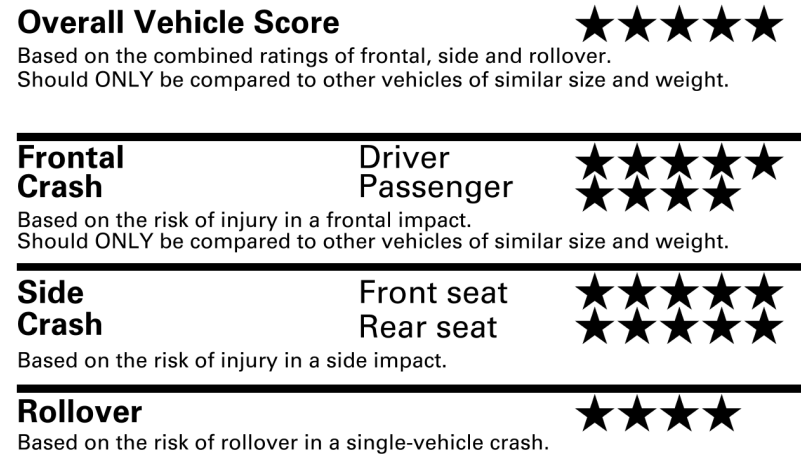 Overall Vehicle Score ★★★★★
Based on the combined ratings of frontal, side and rollover.
Should ONLY be compared to other vehicles of similar size and weight.
Frontal Driver ★★★★★
Crash Passenger ★★★★
Based on the risk of injury in a frontal impact.
Should ONLY be compared to other vehicles of similar size and weight.
Side Front seat ★★★★★
Crash Rear seat ★★★★★
Based on the risk of injury in a side impact.
Rollover ★★★★
Based on the risk of rollover in a single-vehicle crash.